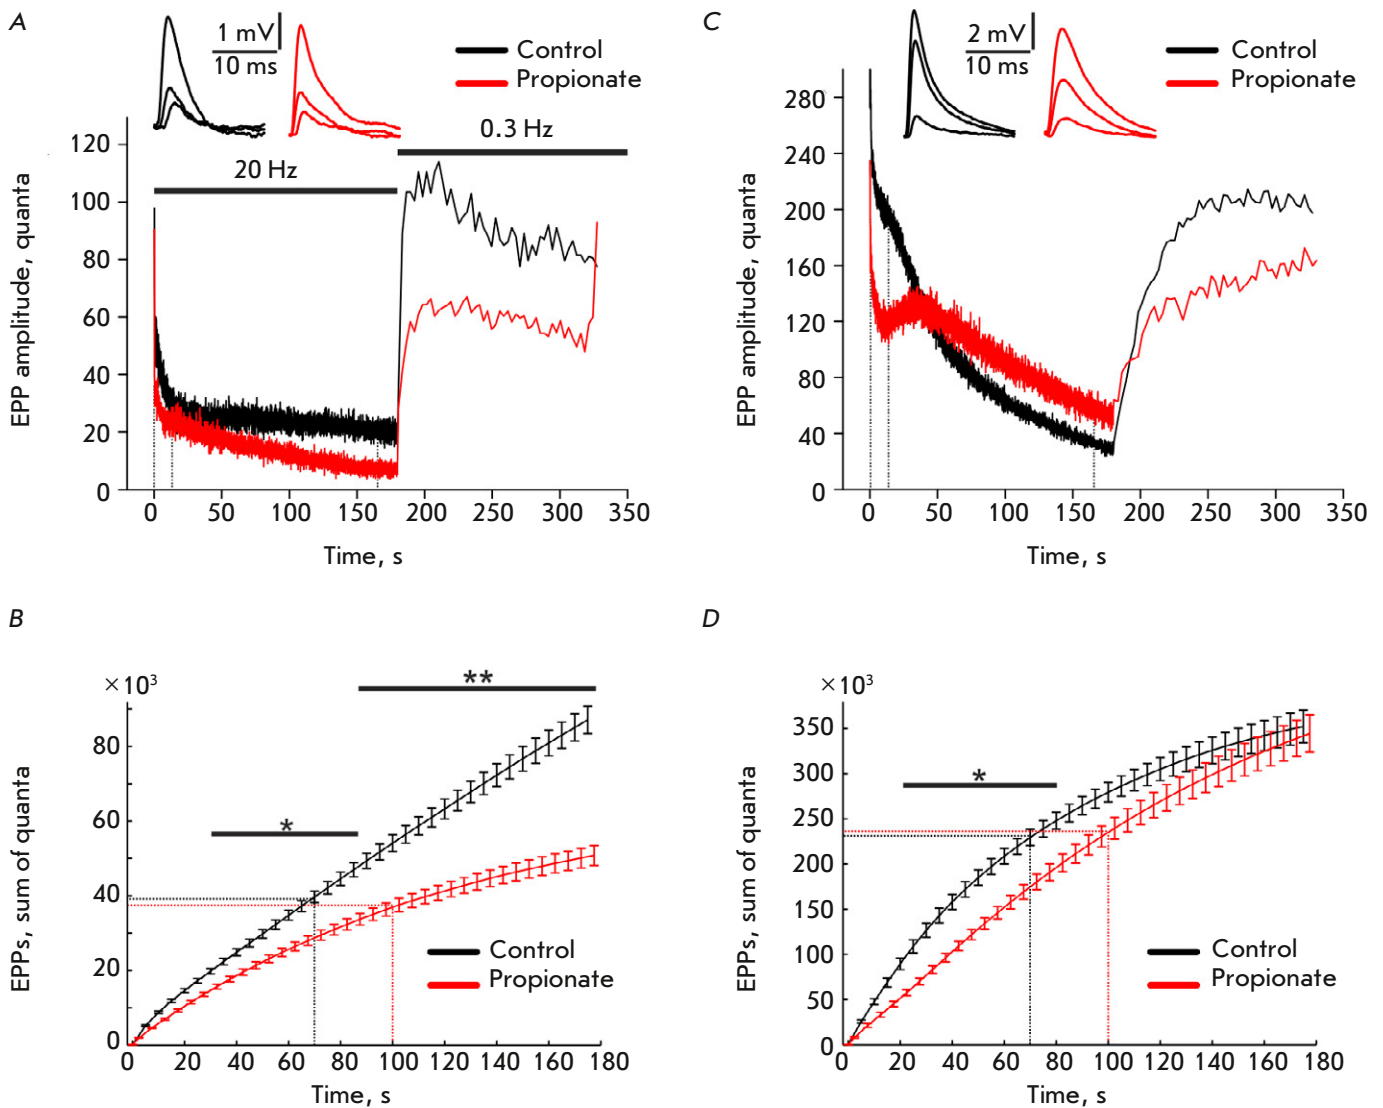 A
1 mV
10 ms
Control
Propionate
0.3 Hz
20 Hz
EPP amplitude, quanta
120
100
80
60
40
20
0
0 50 100 150 200 250 300 350
Time, s
C
2 mV
10 ms
Control
Propionate
EPP amplitude, quanta
280
240
200
160
120
80
40
0
0 50 100 150 200 250 300 350
Time, s
B
×10³
**
*
EPPs, sum of quanta
80
60
40
20
0
Control
Propionate
20 40 60 80 100 120 140 160 180
Time, s
D
×10³
*
EPPs, sum of quanta
350
300
250
200
150
100
50
0
Control
Propionate
20 40 60 80 100 120 140 160 180
Time, s